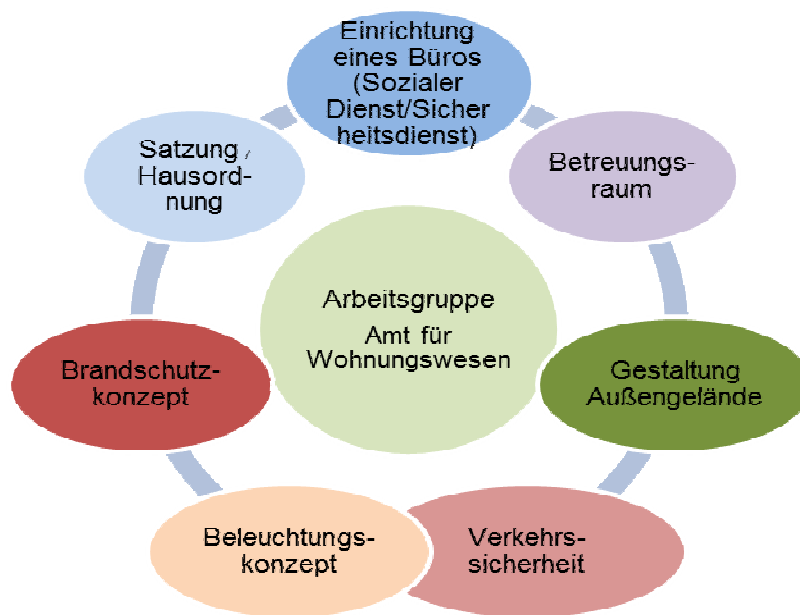 Einrichtung
eines Büros
(Sozialer
Dienst/Sicher
heitsdienst)
Satzung /
Hausord-
nung
Betreuungs-
raum
Arbeitsgruppe
Amt für
Wohnungswesen
Brandschutz-
konzept
Gestaltung
Außengelände
Beleuchtungs-
konzept
Verkehrs-
sicherheit